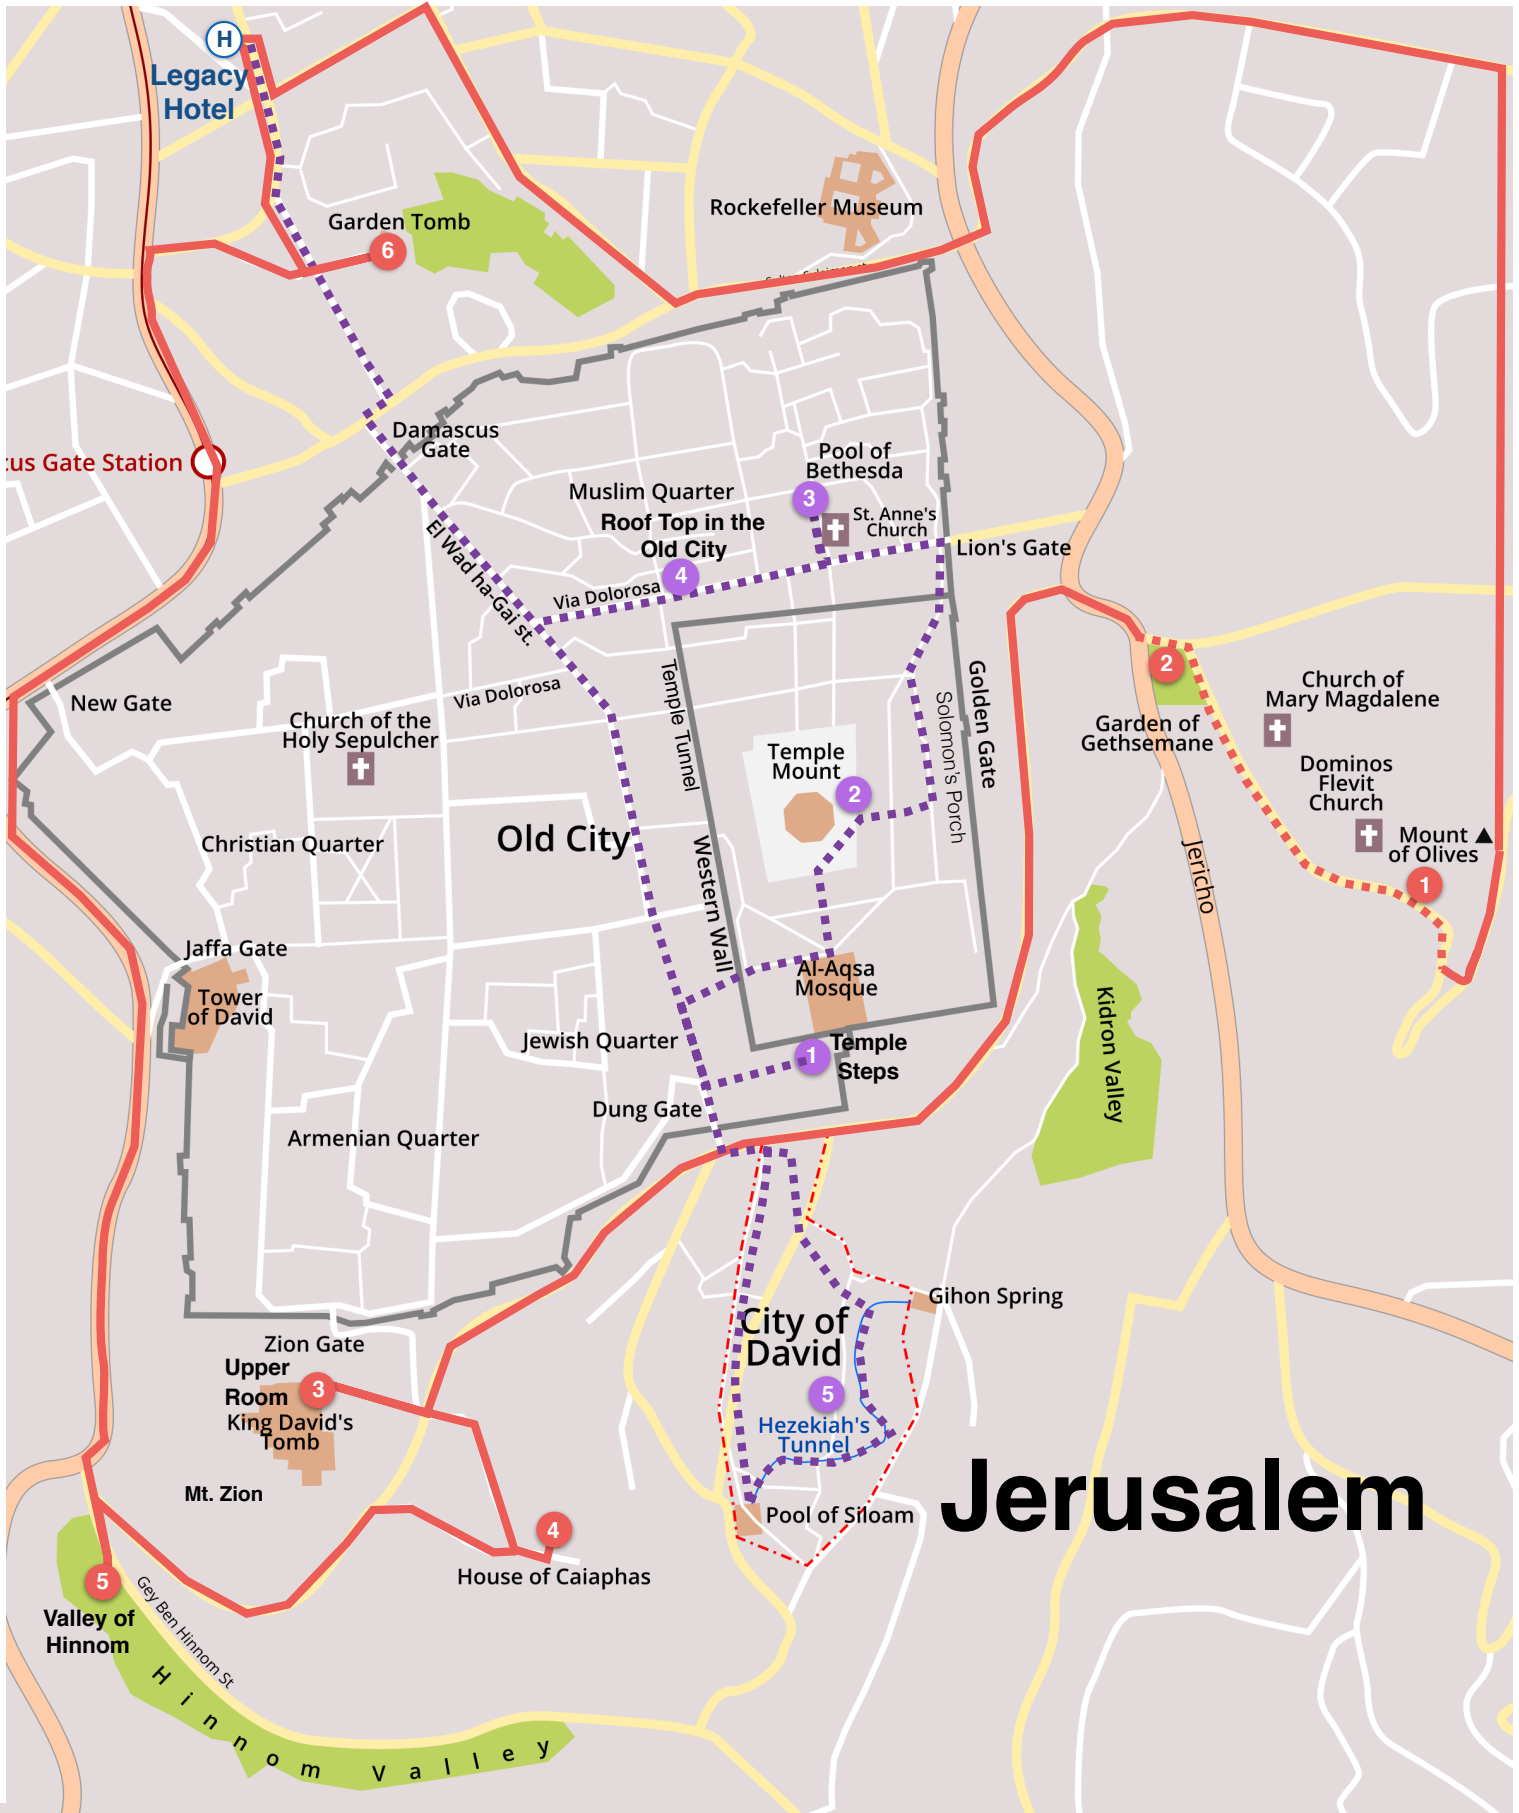 H
Legacy
Hotel
Garden Tomb
6
Rockefeller Museum
Damascus
Gate
cus Gate Station
Pool of
Bethesda
3
Muslim Quarter
St. Anne's
Church
Roof Top in the
Old City
4
Lion's Gate
El Wad ha-Gai st.
Via Dolorosa
2
Garden of
Gethsemane
Church of
Mary Magdalene
New Gate
Via Dolorosa
Temple Tunnel
Golden Gate
Solomon's Porch
Church of the
Holy Sepulcher
Temple
Mount
2
Dominos
Flevit
Church
Mount
of Olives
1
Christian Quarter
Old City
Western Wall
Jericho
Jaffa Gate
Tower
of David
Al-Aqsa
Mosque
Kidron Valley
Jewish Quarter
1
Temple
Steps
Dung Gate
Armenian Quarter
Gihon Spring
City of
David
5
Hezekiah's
Tunnel
Zion Gate
Upper
Room
3
King David's
Tomb
Mt. Zion
Jerusalem
Pool of Siloam
4
House of Caiaphas
5
Valley of
Hinnom
Gey Ben Hinnom St
Hinnom Valley